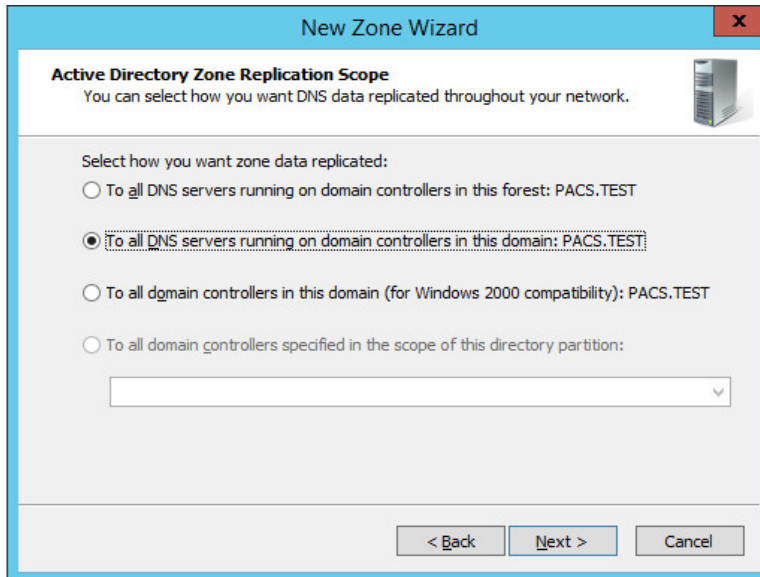 New Zone Wizard
x
Active Directory Zone Replication Scope
You can select how you want DNS data replicated throughout your network.
Select how you want zone data replicated:
To all DNS servers running on domain controllers in this forest: PACS.TEST
To all DNS servers running on domain controllers in this domain: PACS.TEST
To all domain controllers in this domain (for Windows 2000 compatibility): PACS.TEST
To all domain controllers specified in the scope of this directory partition:
< Back
Next >
Cancel